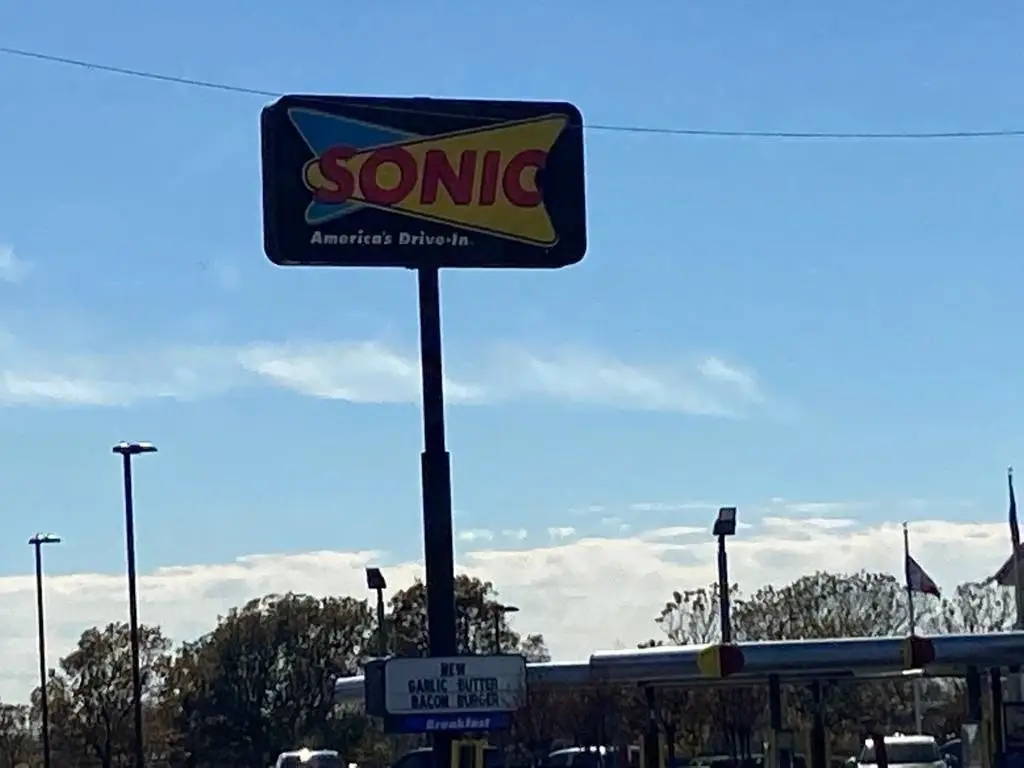 SONIC
America's Drive-In
NEW
GARLIC BUTTER
BACON BURGER
Breakfast